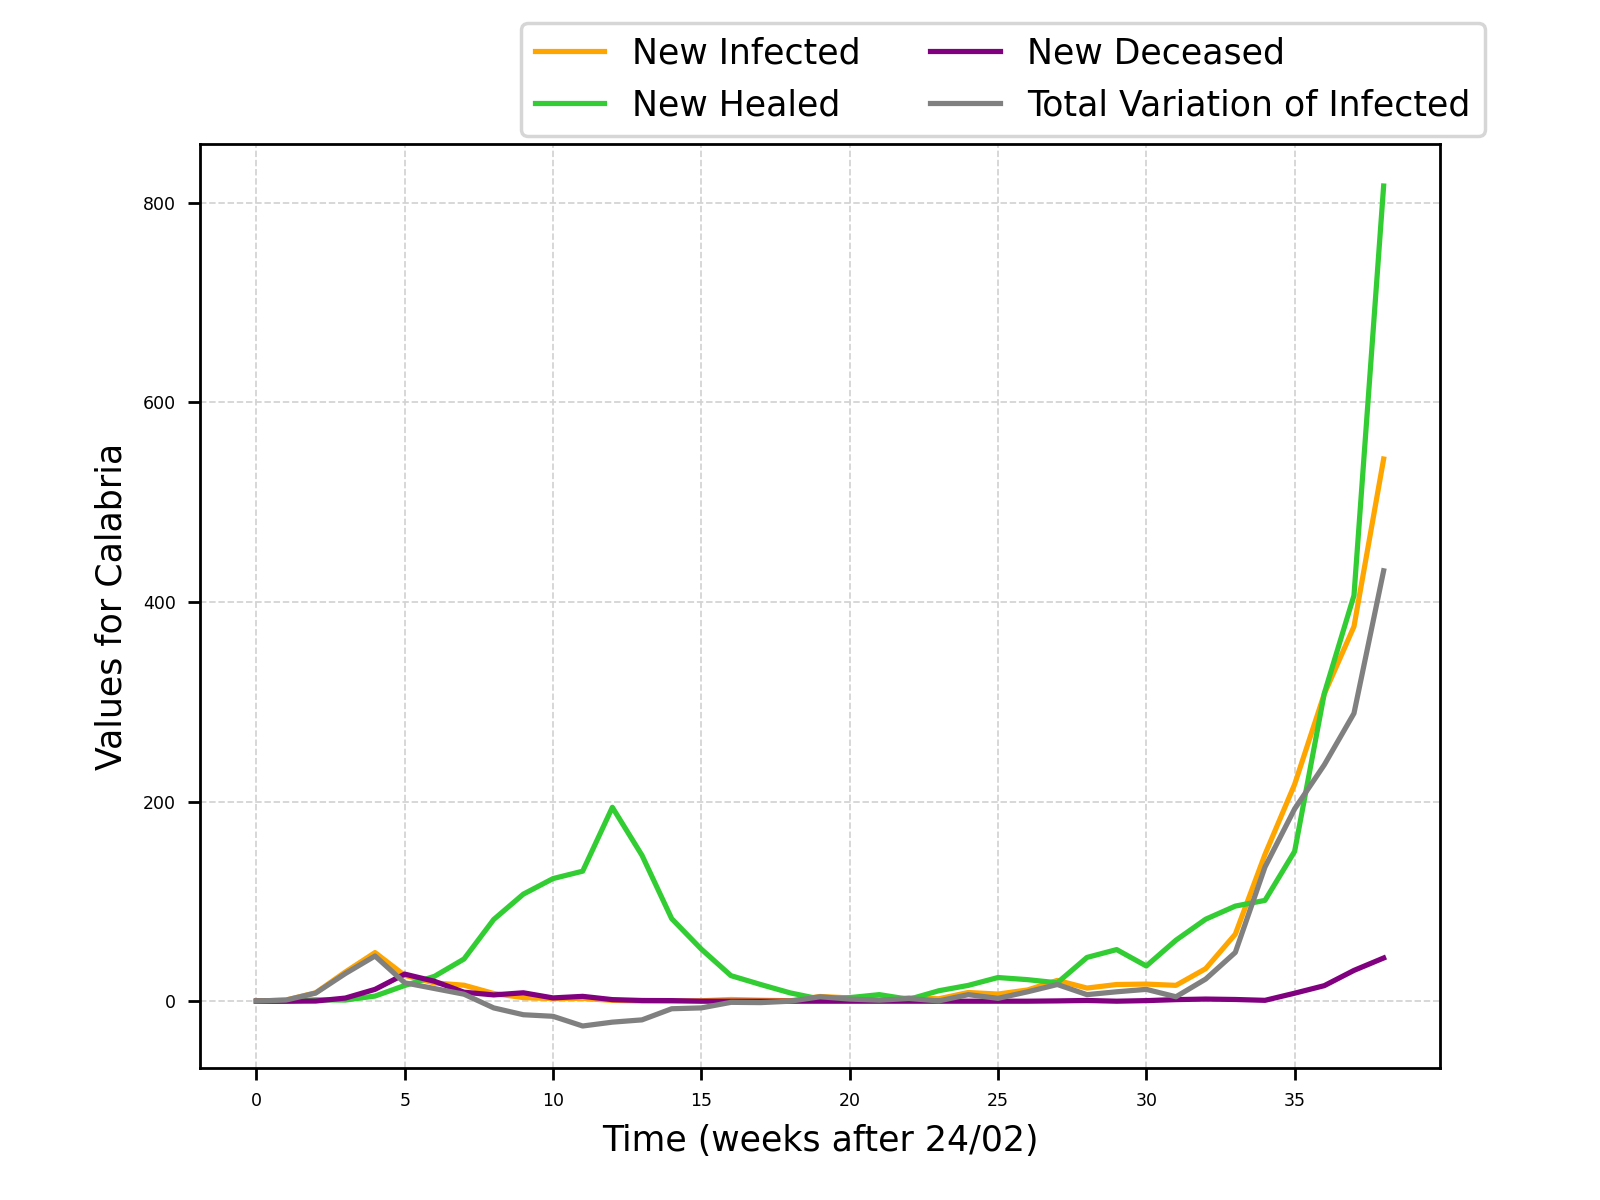 New Infected
New Healed
New Deceased
Total Variation of Infected
800
600
400
200
0
Values for Calabria
0 5 10 15 20 25 30 35
Time (weeks after 24/02)